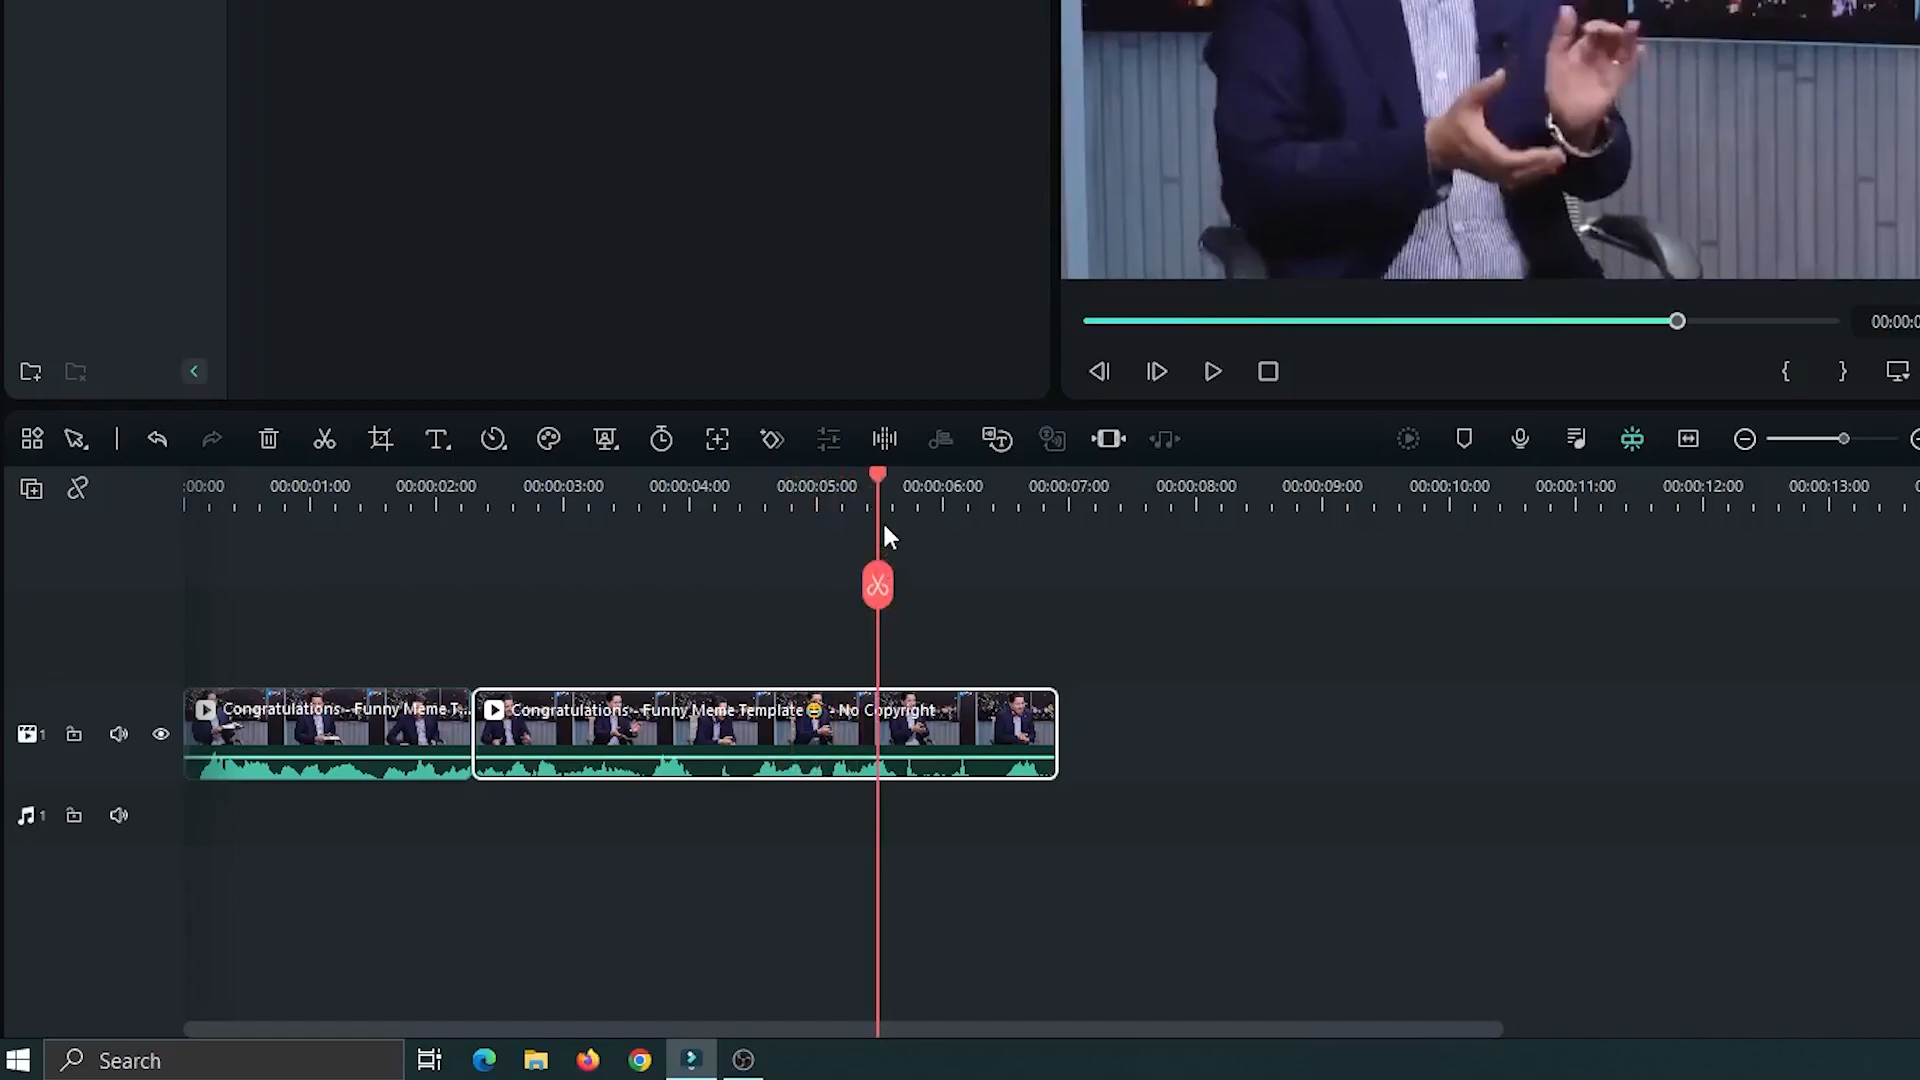 00:00:0
{ }
:00:00 00:00:01:00 00:00:02:00 00:00:03:00 00:00:04:00 00:00:05:00 00:00:06:00 00:00:07:00 00:00:08:00 00:00:09:00 00:00:10:00 00:00:11:00 00:00:12:00 00:00:13:00
Congratulations - Funny Meme T... Congratulations - Funny Meme Template 😄 - No Copyright
1
1
Search